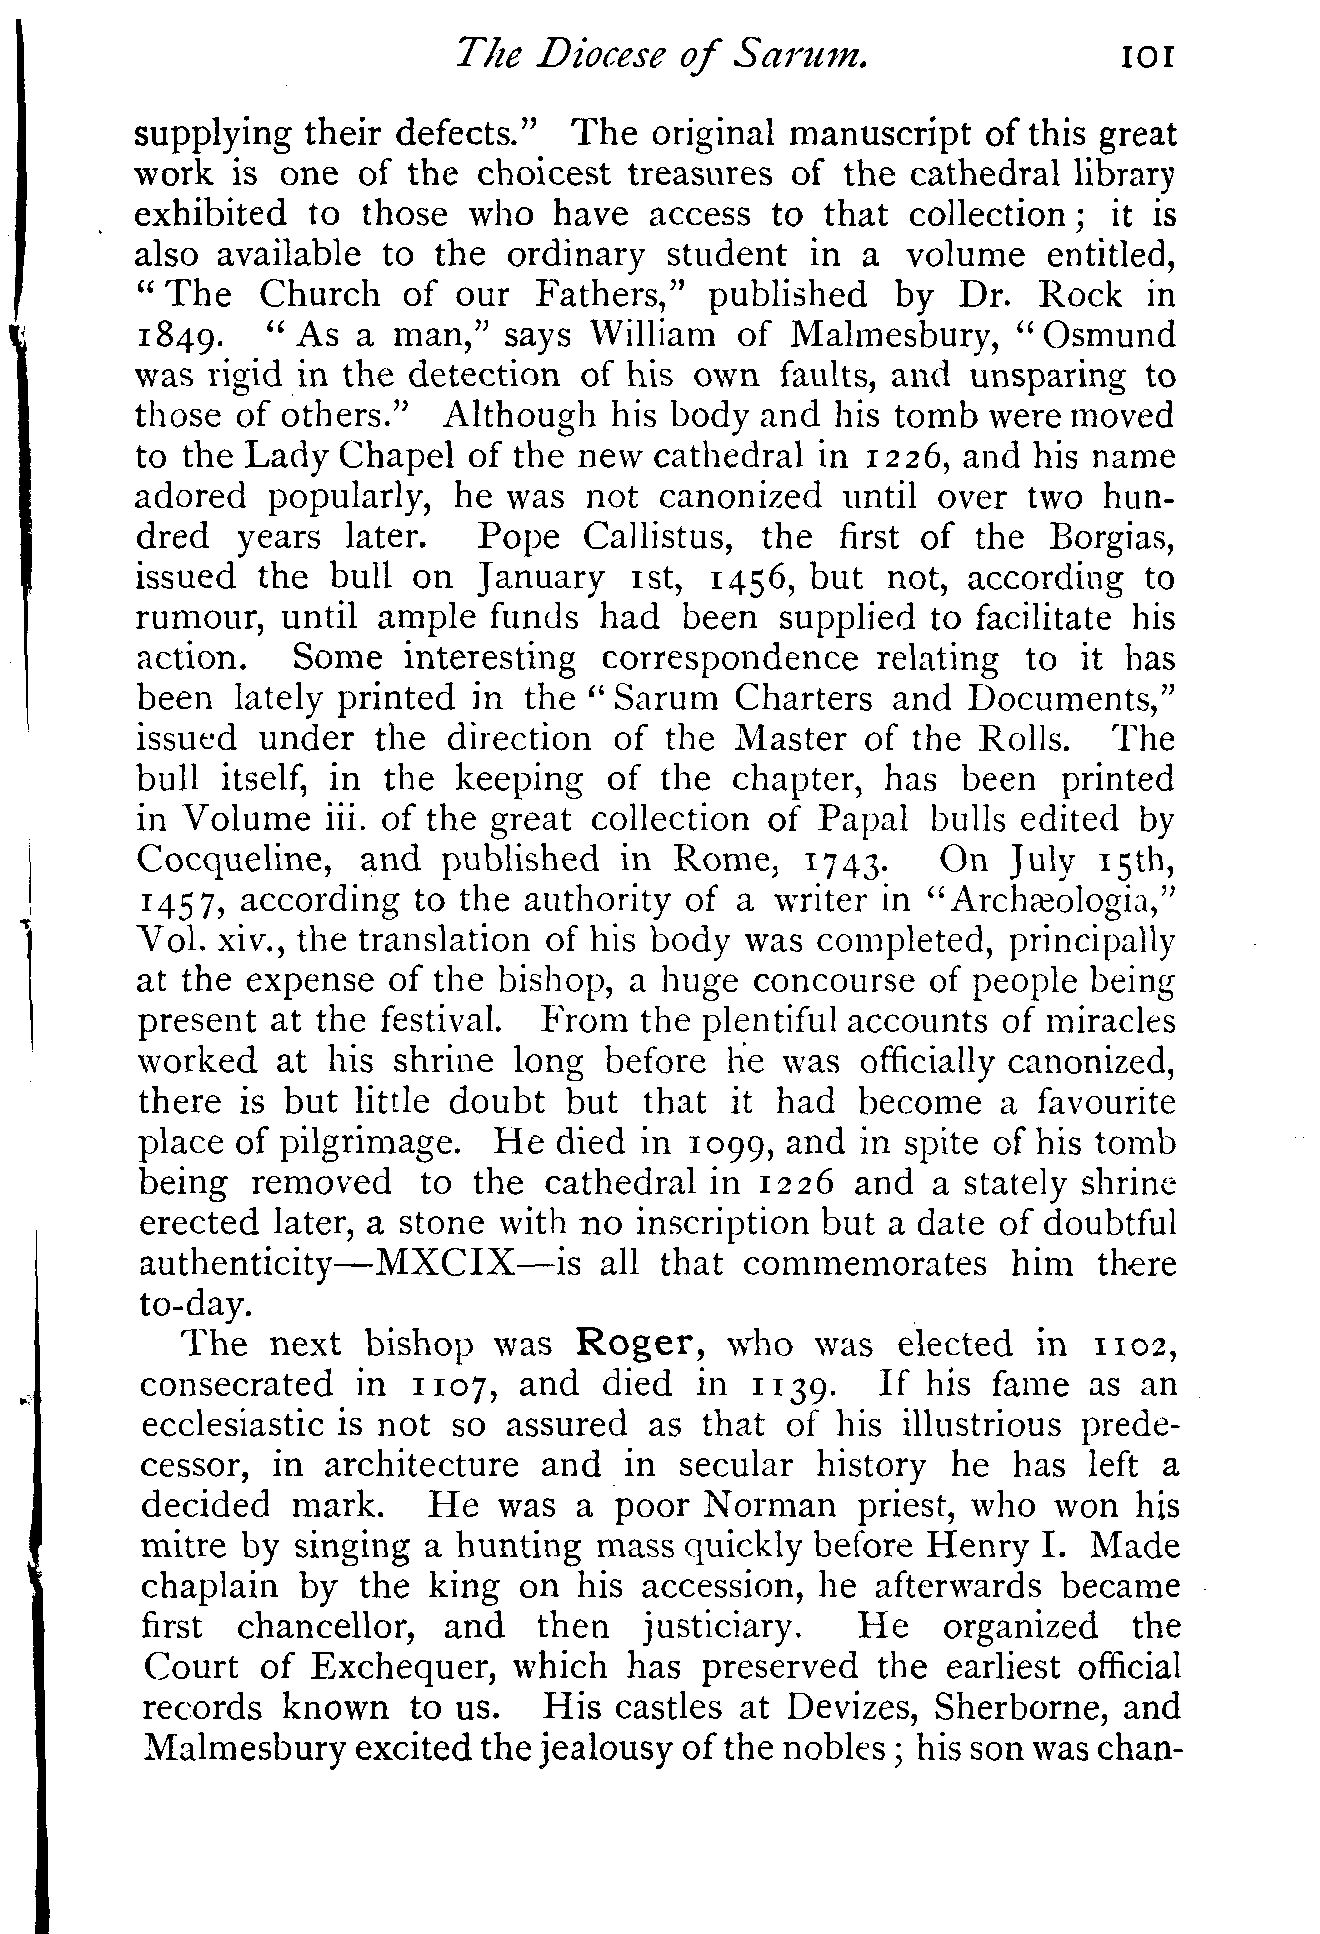 The Diocese of Sarum. 101
supplying their defects.” The original manuscript of this great
work is one of the choicest treasures of the cathedral library
exhibited to those who have access to that collection; it is
also available to the ordinary student in a volume entitled,
“The Church of our Fathers,” published by Dr. Rock in
1849. “As a man,” says William of Malmesbury, “Osmund
was rigid in the detection of his own faults, and unsparing to
those of others.” Although his body and his tomb were moved
to the Lady Chapel of the new cathedral in 1226, and his name
adored popularly, he was not canonized until over two hun-
dred years later. Pope Callistus, the first of the Borgias,
issued the bull on January 1st, 1456, but not, according to
rumour, until ample funds had been supplied to facilitate his
action. Some interesting correspondence relating to it has
been lately printed in the “Sarum Charters and Documents,”
issued under the direction of the Master of the Rolls. The
bull itself, in the keeping of the chapter, has been printed
in Volume iii. of the great collection of Papal bulls edited by
Cocqueline, and published in Rome, 1743. On July 15th,
1457, according to the authority of a writer in “Archæologia,”
Vol. xiv., the translation of his body was completed, principally
at the expense of the bishop, a huge concourse of people being
present at the festival. From the plentiful accounts of miracles
worked at his shrine long before he was officially canonized,
there is but little doubt but that it had become a favourite
place of pilgrimage. He died in 1099, and in spite of his tomb
being removed to the cathedral in 1226 and a stately shrine
erected later, a stone with no inscription but a date of doubtful
authenticity—MXCIX—is all that commemorates him there
to-day.
The next bishop was Roger, who was elected in 1102,
consecrated in 1107, and died in 1139. If his fame as an
ecclesiastic is not so assured as that of his illustrious prede-
cessor, in architecture and in secular history he has left a
decided mark. He was a poor Norman priest, who won his
mitre by singing a hunting mass quickly before Henry I. Made
chaplain by the king on his accession, he afterwards became
first chancellor, and then justiciary. He organized the
Court of Exchequer, which has preserved the earliest official
records known to us. His castles at Devizes, Sherborne, and
Malmesbury excited the jealousy of the nobles; his son was chan-